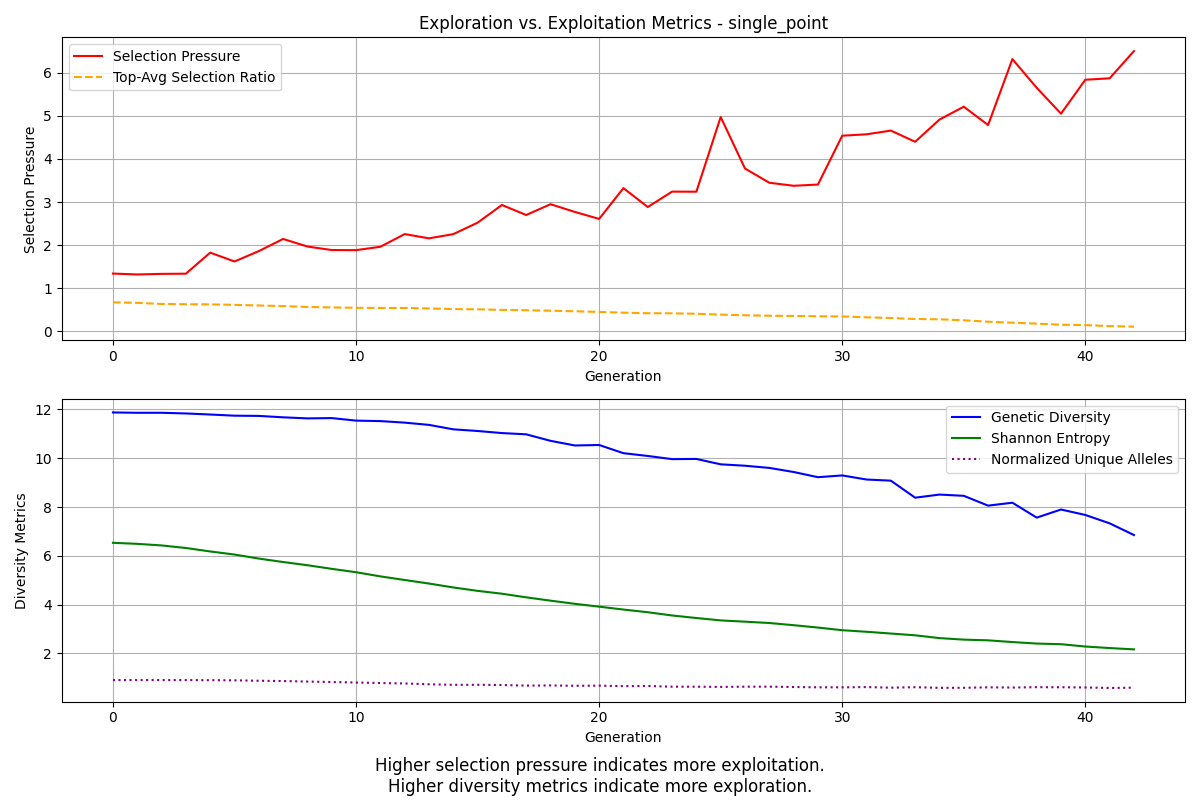 Exploration vs. Exploitation Metrics - single_point
Selection Pressure
Top-Avg Selection Ratio
Selection Pressure
6
5
4
3
2
1
0
0 10 20 30 40
Generation
Genetic Diversity
Shannon Entropy
Normalized Unique Alleles
Diversity Metrics
12
10
8
6
4
2
0 10 20 30 40
Generation
Higher selection pressure indicates more exploitation.
Higher diversity metrics indicate more exploration.